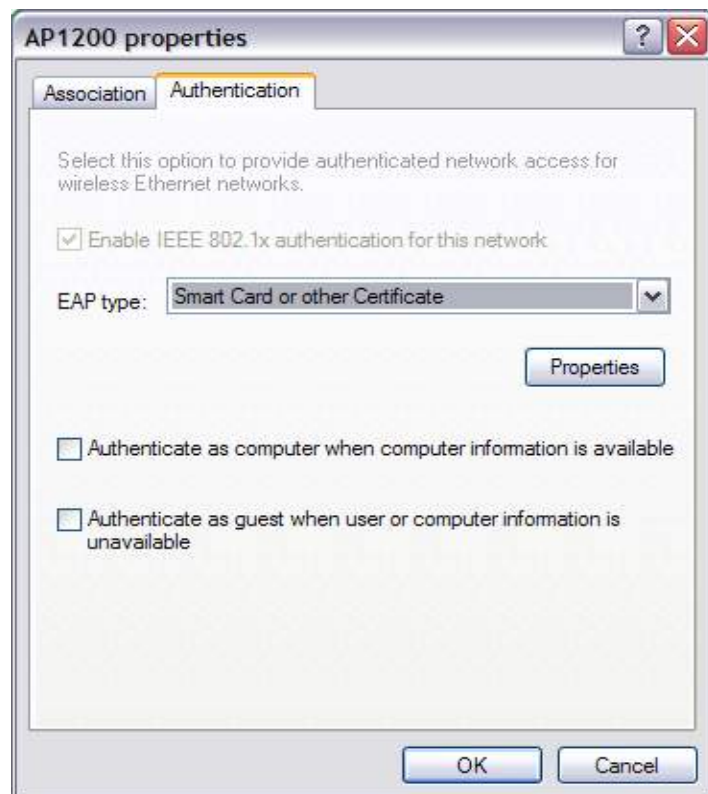 AP1200 properties
?
Association
Authentication
Select this option to provide authenticated network access for
wireless Ethernet networks.
Enable IEEE 802.1x authentication for this network
EAP type:
Smart Card or other Certificate
Properties
Authenticate as computer when computer information is available
Authenticate as guest when user or computer information is
unavailable
OK
Cancel